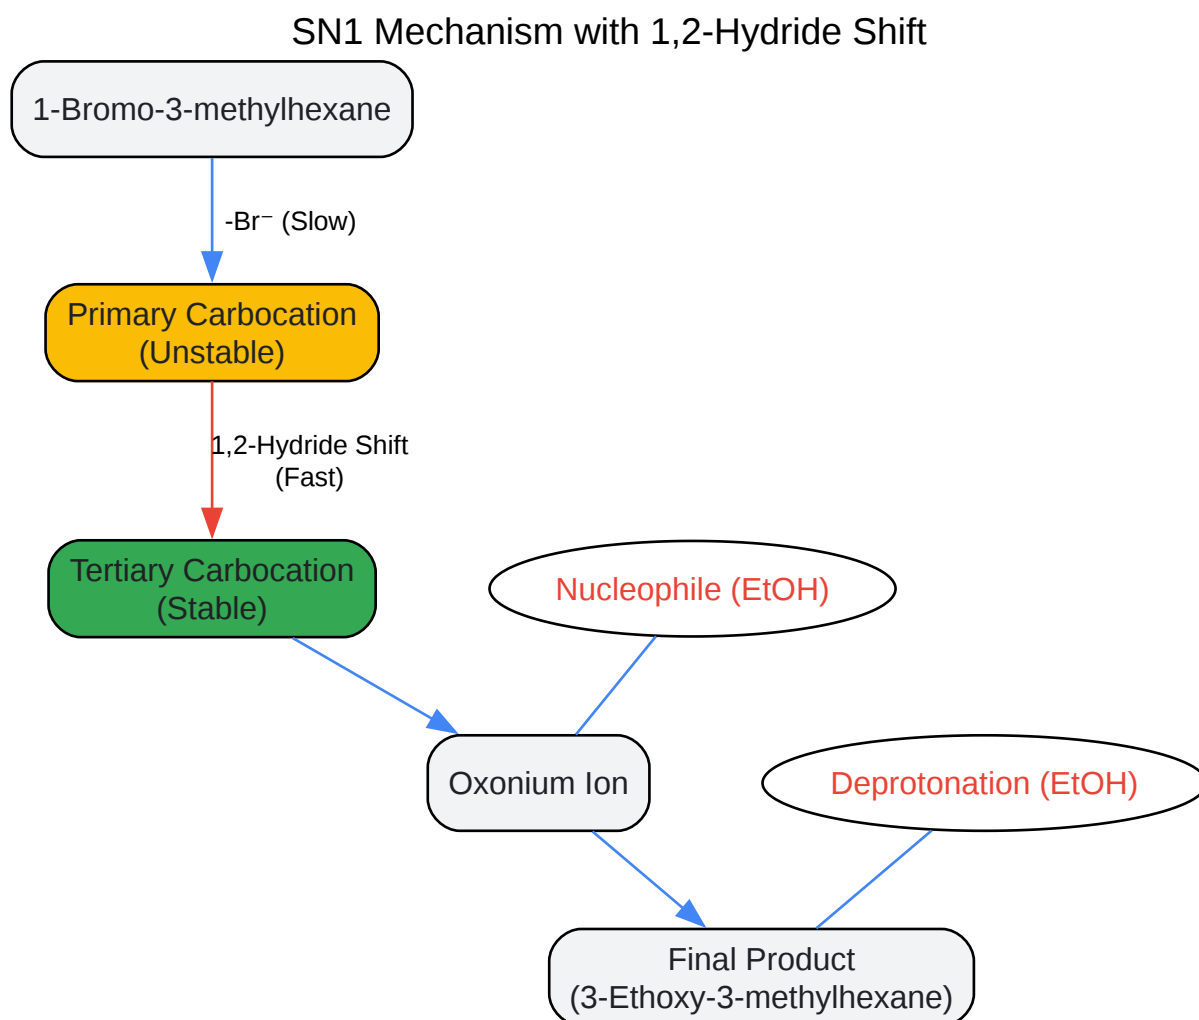 SN1 Mechanism with 1,2-Hydride Shift
1-Bromo-3-methylhexane
-Br⁻ (Slow)
Primary Carbocation
(Unstable)
1,2-Hydride Shift
(Fast)
Tertiary Carbocation
(Stable)
Nucleophile (EtOH)
Oxonium Ion
Deprotonation (EtOH)
Final Product
(3-Ethoxy-3-methylhexane)